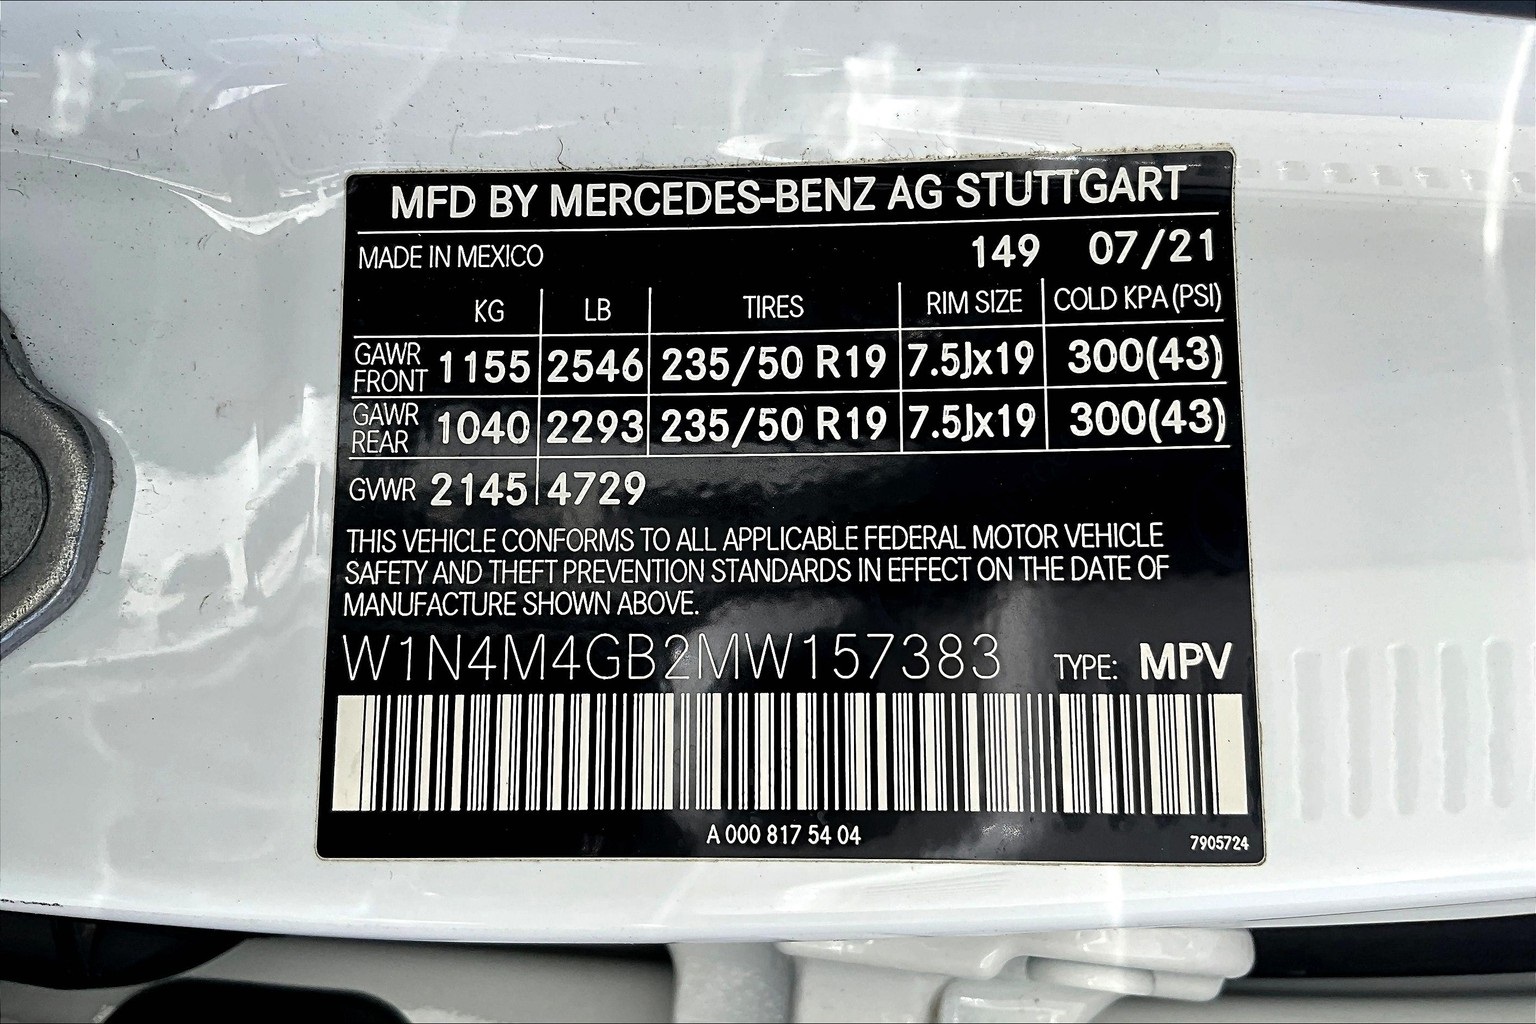 MFD BY MERCEDES-BENZ AG STUTTGART
MADE IN MEXICO 149 07/21
KG LB TIRES RIM SIZE COLD KPA (PSI)
GAWR FRONT 1155 2546 235/50 R19 7.5Jx19 300(43)
GAWR REAR 1040 2293 235/50 R19 7.5Jx19 300(43)
GVWR 2145 4729
THIS VEHICLE CONFORMS TO ALL APPLICABLE FEDERAL MOTOR VEHICLE
SAFETY AND THEFT PREVENTION STANDARDS IN EFFECT ON THE DATE OF
MANUFACTURE SHOWN ABOVE.
W1N4M4GB2MW157383 TYPE: MPV
A 000 817 54 04
7905724